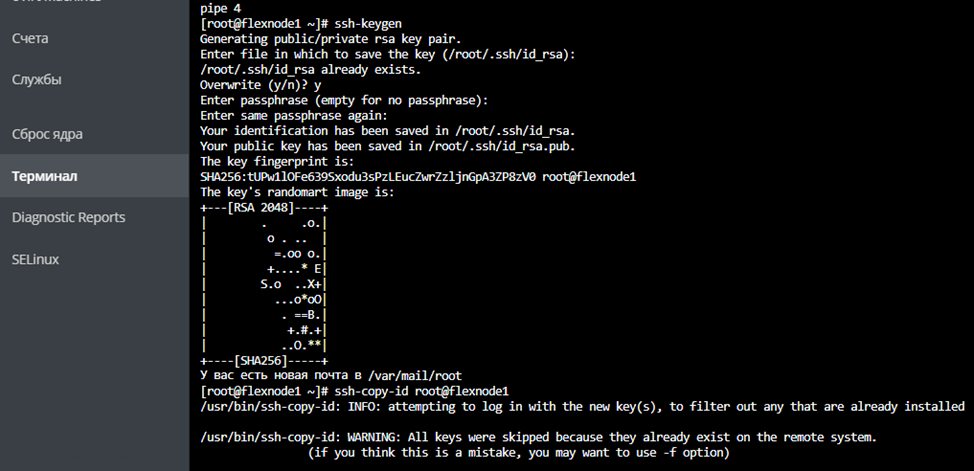 Счета
Службы
Сброс ядра
Терминал
Diagnostic Reports
SELinux
pipe 4
[root@flexnode1 ~]# ssh-keygen
Generating public/private rsa key pair.
Enter file in which to save the key (/root/.ssh/id_rsa):
/root/.ssh/id_rsa already exists.
Overwrite (y/n)? y
Enter passphrase (empty for no passphrase):
Enter same passphrase again:
Your identification has been saved in /root/.ssh/id_rsa.
Your public key has been saved in /root/.ssh/id_rsa.pub.
The key fingerprint is:
SHA256:tUPw1lOFe639Sxodu3sPzLEucZwrZzljnGpA3ZP8zV0 root@flexnode1
The key's randomart image is:
+---[RSA 2048]----+
|        .     .o.|
|         o . ..  |
|          =.oo o.|
|         +....* E|
|        S.o  ..X+|
|          ...o*oO|
|           . ==B.|
|            +.#.+|
|           ..O.**|
+----[SHA256]-----+
У вас есть новая почта в /var/mail/root
[root@flexnode1 ~]# ssh-copy-id root@flexnode1
/usr/bin/ssh-copy-id: INFO: attempting to log in with the new key(s), to filter out any that are already installed
/usr/bin/ssh-copy-id: WARNING: All keys were skipped because they already exist on the remote system.
(if you think this is a mistake, you may want to use -f option)